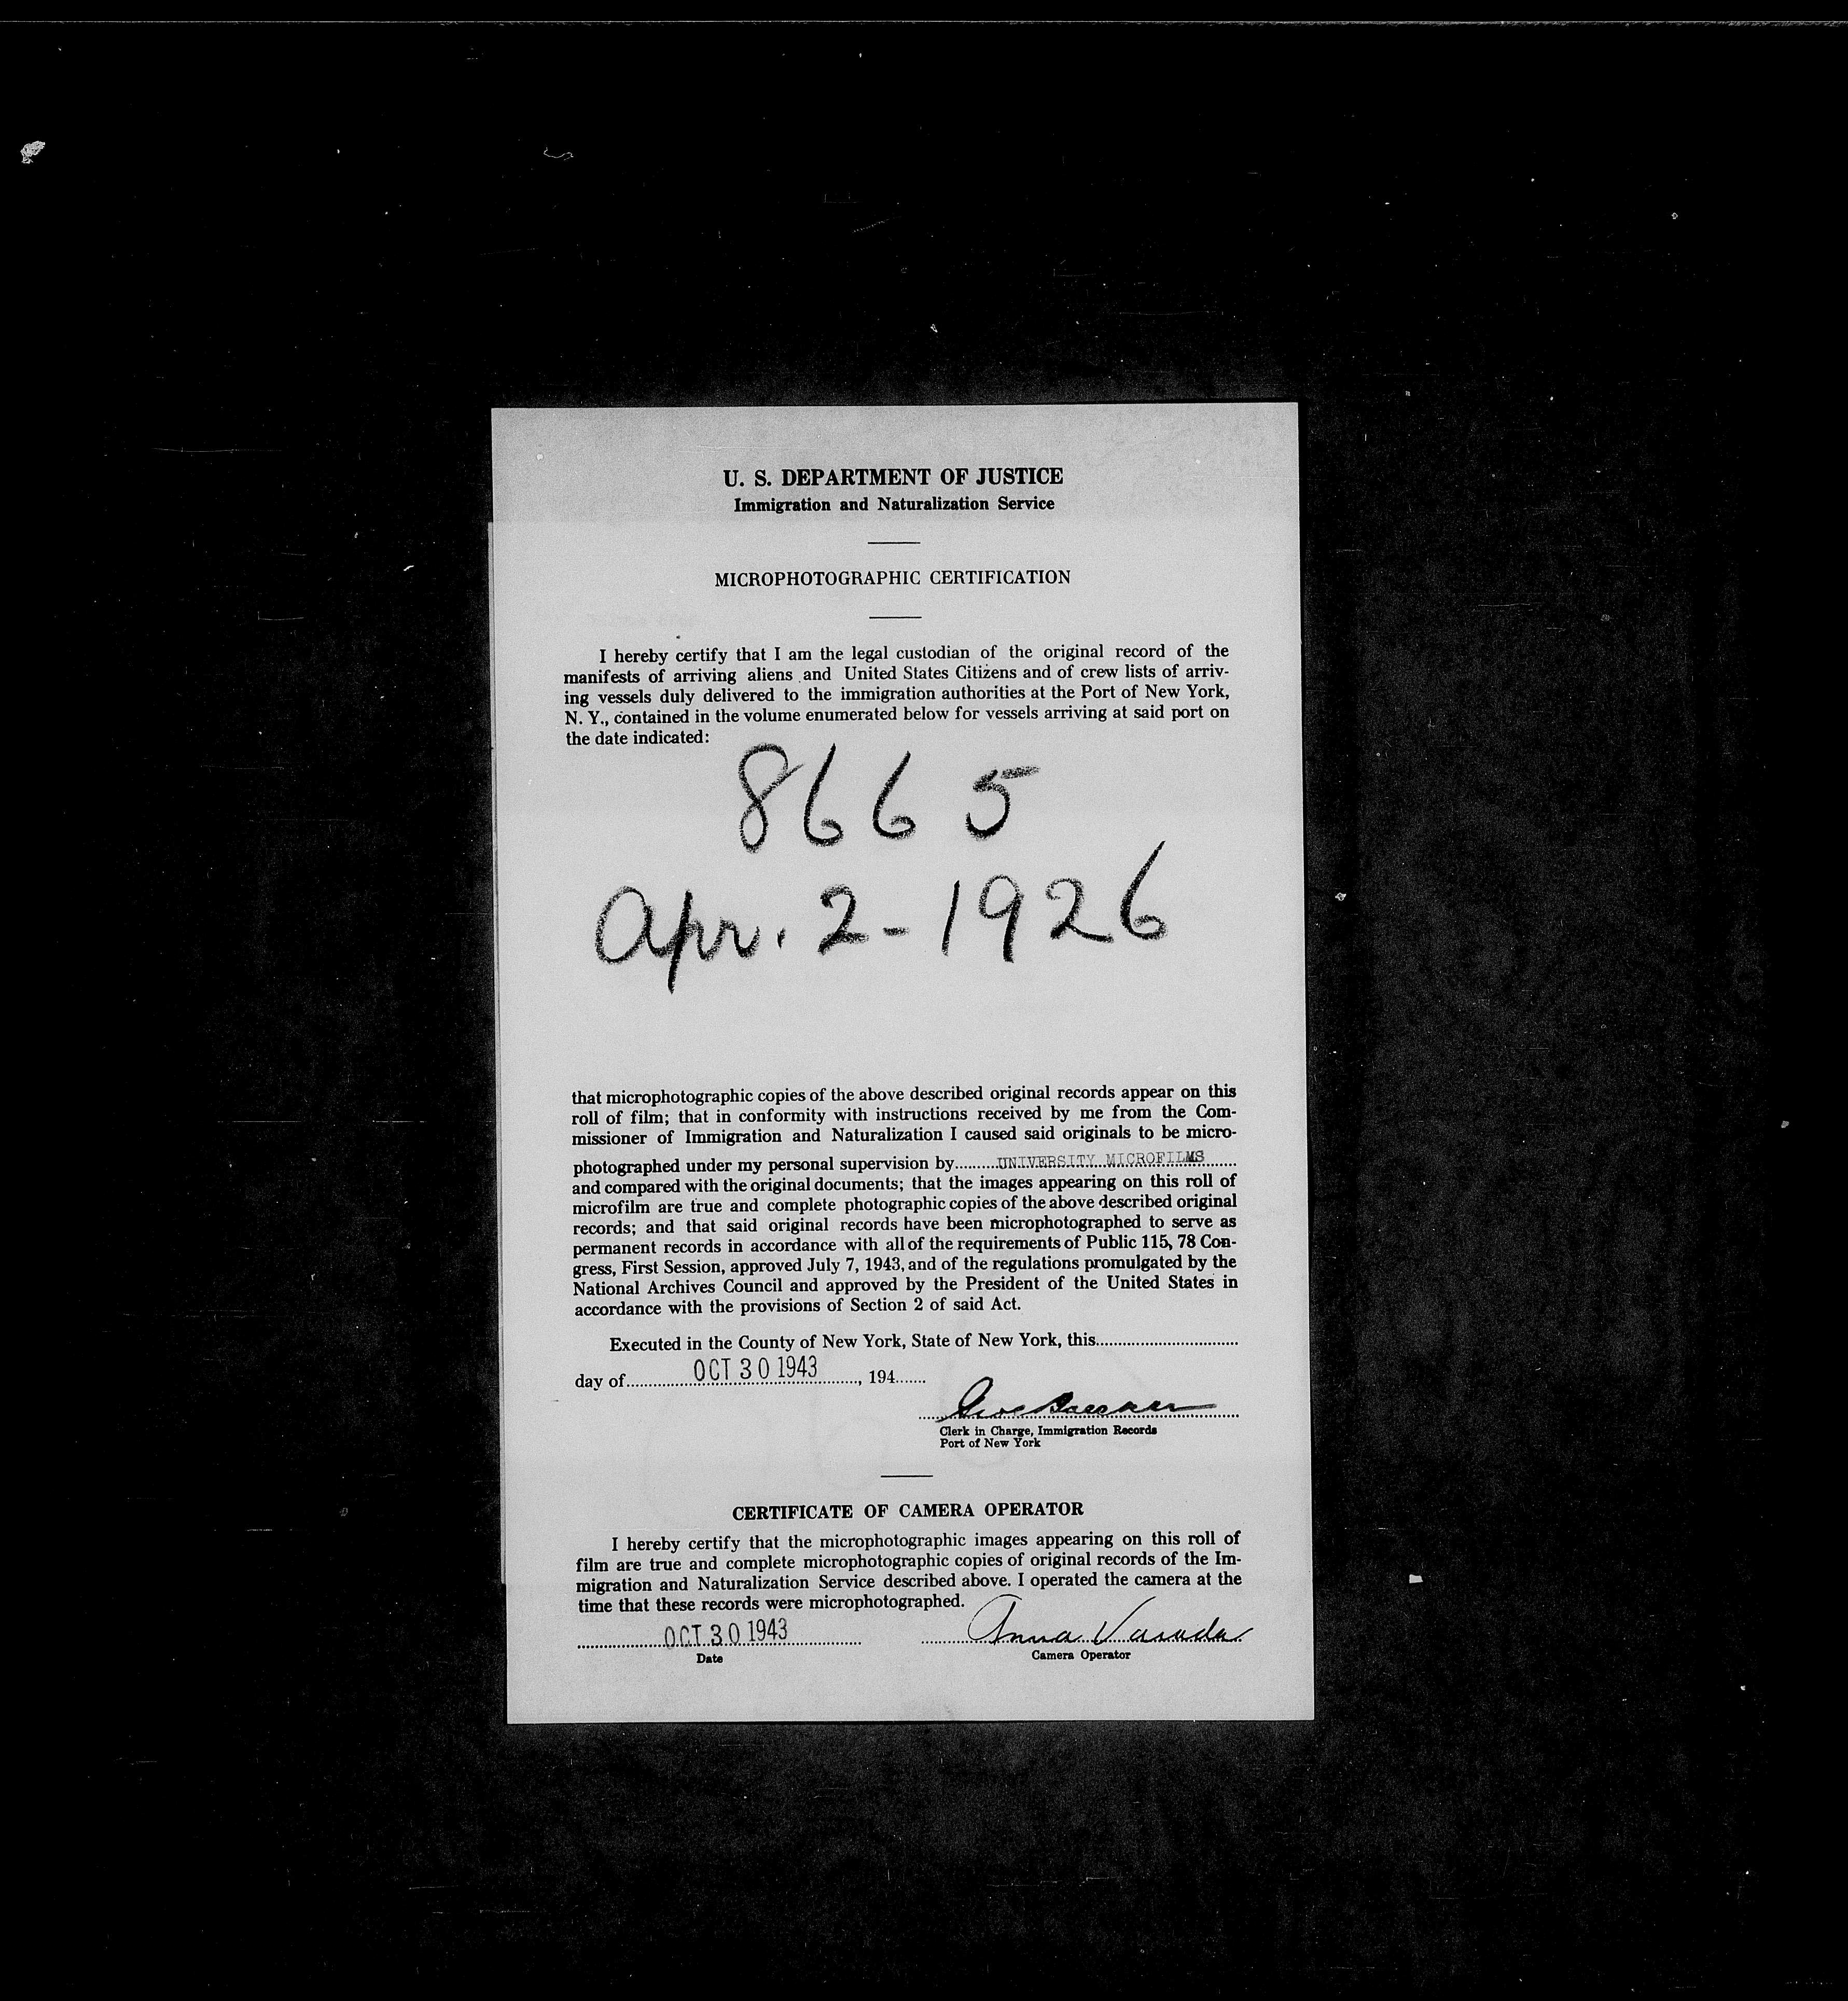 U. S. DEPARTMENT OF JUSTICE
Immigration and Naturalization Service
MICROPHOTOGRAPHIC CERTIFICATION
I hereby certify that I am the legal custodian of the original record of the
manifests of arriving aliens and United States Citizens and of crew lists of arriv-
ing vessels duly delivered to the immigration authorities at the Port of New York,
N. Y., contained in the volume enumerated below for vessels arriving at said port on
the date indicated:
8665
Apr. 2-1926
that microphotographic copies of the above described original records appear on this
roll of film; that in conformity with instructions received by me from the Com-
missioner of Immigration and Naturalization I caused said originals to be micro-
photographed under my personal supervision by UNIVERSITY MICROFILMS
and compared with the original documents; that the images appearing on this roll of
microfilm are true and complete photographic copies of the above described original
records; and that said original records have been microphotographed to serve as
permanent records in accordance with all of the requirements of Public 115, 78 Con-
gress, First Session, approved July 7, 1943, and of the regulations promulgated by the
National Archives Council and approved by the President of the United States in
accordance with the provisions of Section 2 of said Act.
Executed in the County of New York, State of New York, this
day of OCT 30 1943, 194
Clerk in Charge, Immigration Records
Port of New York
CERTIFICATE OF CAMERA OPERATOR
I hereby certify that the microphotographic images appearing on this roll of
film are true and complete microphotographic copies of original records of the Im-
migration and Naturalization Service described above. I operated the camera at the
time that these records were microphotographed.
OCT 30 1943 Anna
Date Camera Operator